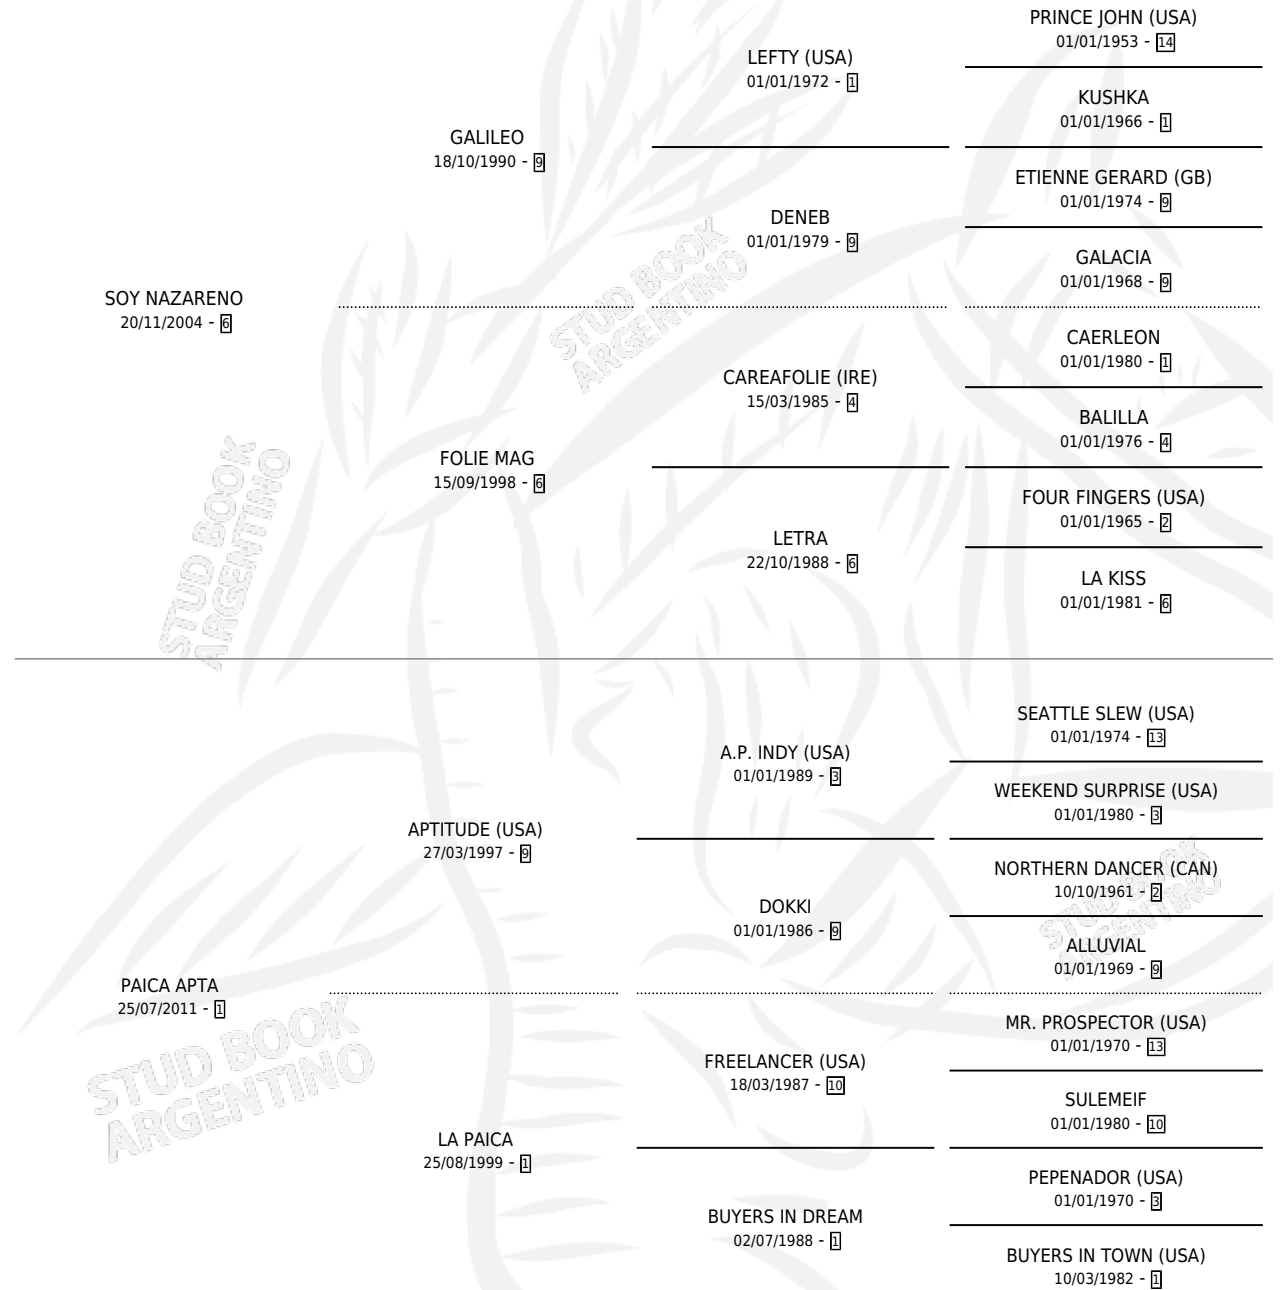 PRINCE JOHN (USA)
01/01/1953 - 14
LEFTY (USA)
01/01/1972 - 1
KUSHKA
01/01/1966 - 1
GALILEO
18/10/1990 - 9
ETIENNE GERARD (GB)
01/01/1974 - 9
DENEB
01/01/1979 - 9
GALACIA
01/01/1968 - 9
SOY NAZARENO
20/11/2004 - 6
CAERLEON
01/01/1980 - 1
CAREAFOLIE (IRE)
15/03/1985 - 4
BALILLA
01/01/1976 - 4
FOLIE MAG
15/09/1998 - 6
FOUR FINGERS (USA)
01/01/1965 - 2
LETRA
22/10/1988 - 6
LA KISS
01/01/1981 - 6
STUD BOOK
ARGENTINO
STUD BOOK
ARGENTINO
SEATTLE SLEW (USA)
01/01/1974 - 13
A.P. INDY (USA)
01/01/1989 - 3
WEEKEND SURPRISE (USA)
01/01/1980 - 3
APTITUDE (USA)
27/03/1997 - 9
NORTHERN DANCER (CAN)
10/10/1961 - 2
DOKKI
01/01/1986 - 9
ALLUVIAL
01/01/1969 - 9
STUD BOOK
ARGENTINO
PAICA APTA
25/07/2011 - 1
MR. PROSPECTOR (USA)
01/01/1970 - 13
FREELANCER (USA)
18/03/1987 - 10
SULEMEIF
01/01/1980 - 10
STUD BOOK
ARGENTINO
LA PAICA
25/08/1999 - 1
PEPENADOR (USA)
01/01/1970 - 3
BUYERS IN DREAM
02/07/1988 - 1
BUYERS IN TOWN (USA)
10/03/1982 - 1